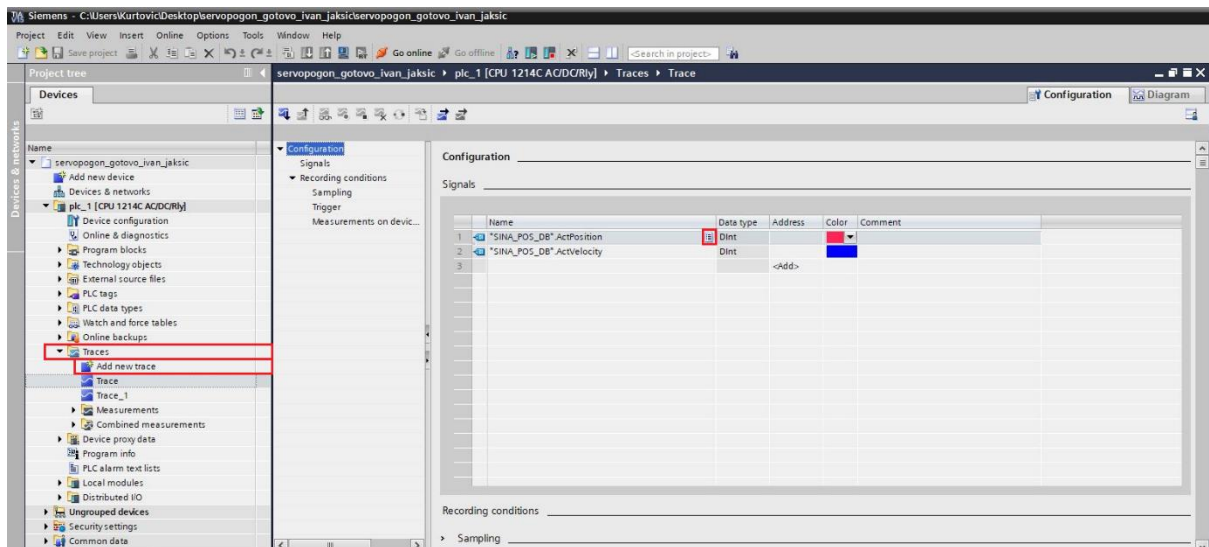 Siemens - C:\Users\Kurtovic\Desktop\servopogon_gotovo_ivan_jaksic\servopogon_gotovo_ivan_jaksic
Project Edit View Insert Online Options Tools Window Help
Save project Go online Go offline <Search in project>
Project tree
servopogon_gotovo_ivan_jaksic plc_1 [CPU 1214C AC/DC/Rly] Traces Trace
Devices
Configuration Diagram
Devices & networks
Name
servopogon_gotovo_ivan_jaksic
Add new device
Devices & networks
plc_1 [CPU 1214C AC/DC/Rly]
Device configuration
Online & diagnostics
Program blocks
Technology objects
External source files
PLC tags
PLC data types
Watch and force tables
Online backups
Traces
Add new trace
Trace
Trace_1
Measurements
Combined measurements
Device proxy data
Program info
PLC alarm text lists
Local modules
Distributed I/O
Ungrouped devices
Security settings
Common data
Configuration
Signals
Recording conditions
Sampling
Trigger
Measurements on devic...
Configuration
Signals
Name Data type Address Color Comment
1 "SINA_POS_DB".ActPosition DInt
2 "SINA_POS_DB".ActVelocity DInt
3 <Add>
Recording conditions
Sampling